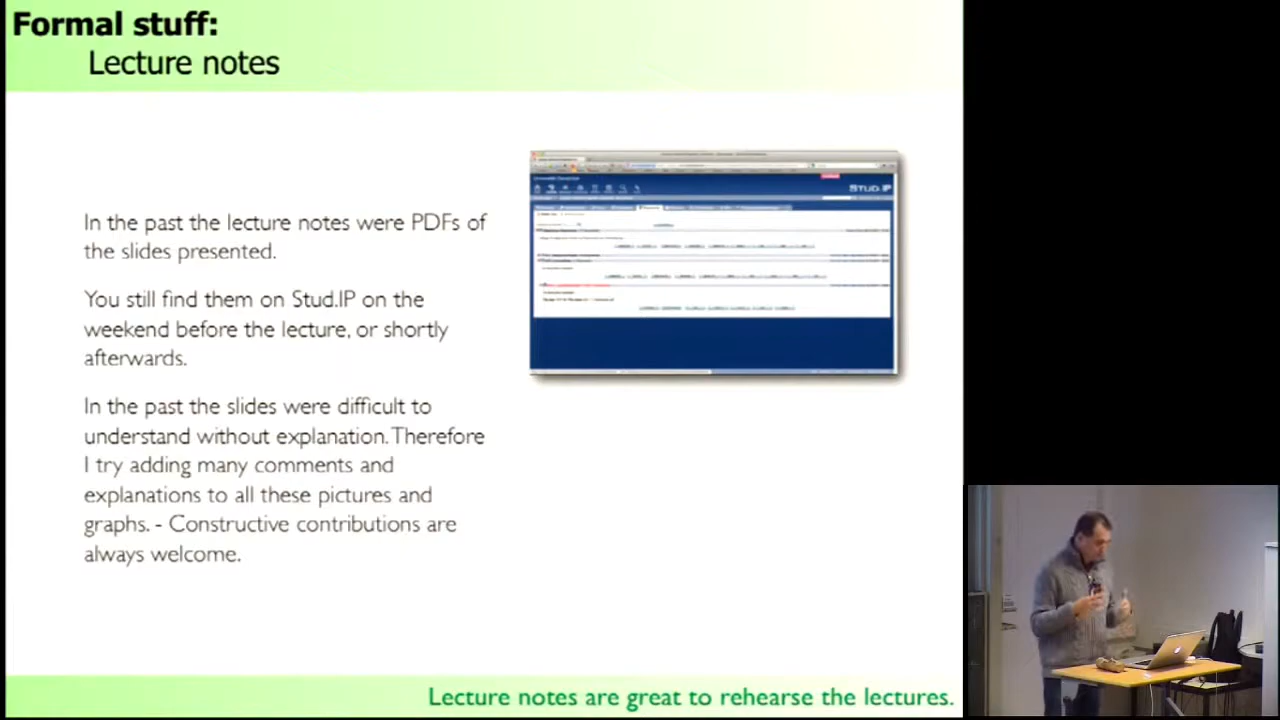 Formal stuff:
Lecture notes
In the past the lecture notes were PDFs of
the slides presented.
You still find them on Stud.IP on the
weekend before the lecture, or shortly
afterwards.
In the past the slides were difficult to
understand without explanation. Therefore
I try adding many comments and
explanations to all these pictures and
graphs. - Constructive contributions are
always welcome.
STUD.IP
Lecture notes are great to rehearse the lectures.